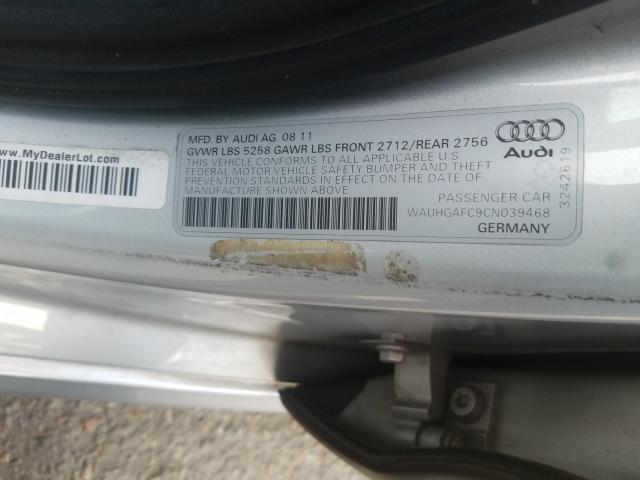 www.MyDealerLot.com
MFD. BY AUDI AG 08 11
GVWR LBS 5258 GAWR LBS FRONT 2712/REAR 2756
THIS VEHICLE CONFORMS TO ALL APPLICABLE U S
FEDERAL MOTOR VEHICLE SAFETY BUMPER AND THEFT
PREVENTION STANDARDS IN EFFECT ON THE DATE OF
MANUFACTURE SHOWN ABOVE
Audi
3242619
PASSENGER CAR
WAUHGAFC9CN039468
GERMANY